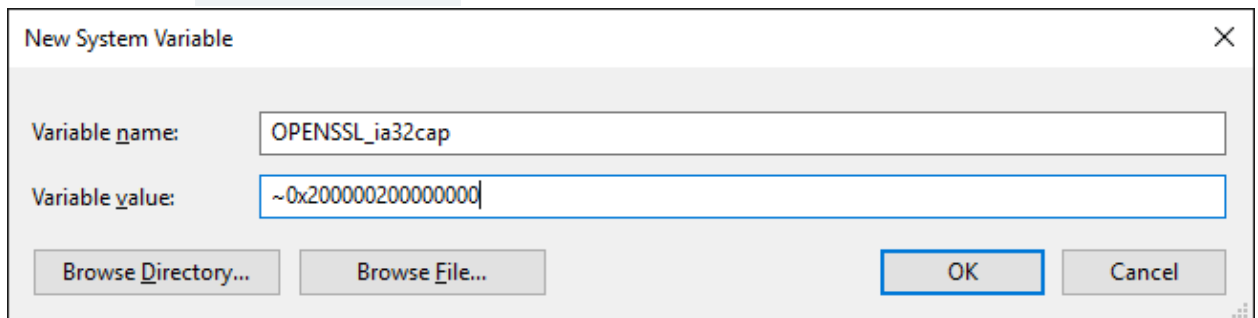 New System Variable
Variable name: OPENSSL_ia32cap
Variable value: ~0x200000200000000
Browse Directory... Browse File... OK Cancel